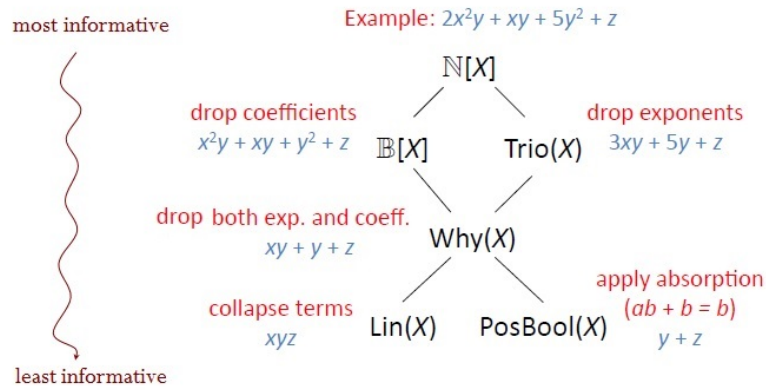 most informative
Example: 2x²y + xy + 5y² + z
ℕ[X]
drop coefficients
x²y + xy + y² + z
𝔹[X]
Trio(X)
drop exponents
3xy + 5y + z
drop both exp. and coeff.
xy + y + z
Why(X)
collapse terms
xyz
Lin(X)
PosBool(X)
apply absorption
(ab + b = b)
y + z
least informative